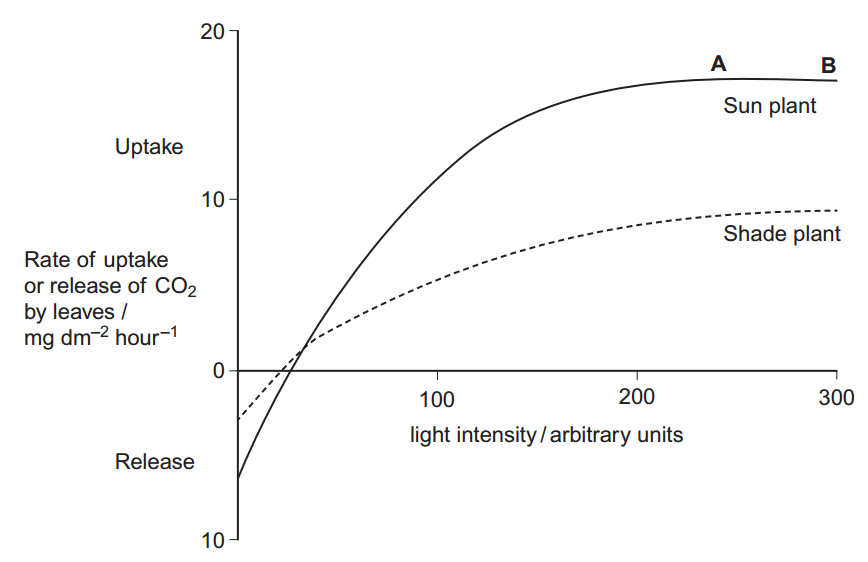 20
A
B
Sun plant
Uptake
10
Shade plant
Rate of uptake
or release of CO₂
by leaves /
mg dm⁻² hour⁻¹
0
100
200
300
light intensity / arbitrary units
Release
10